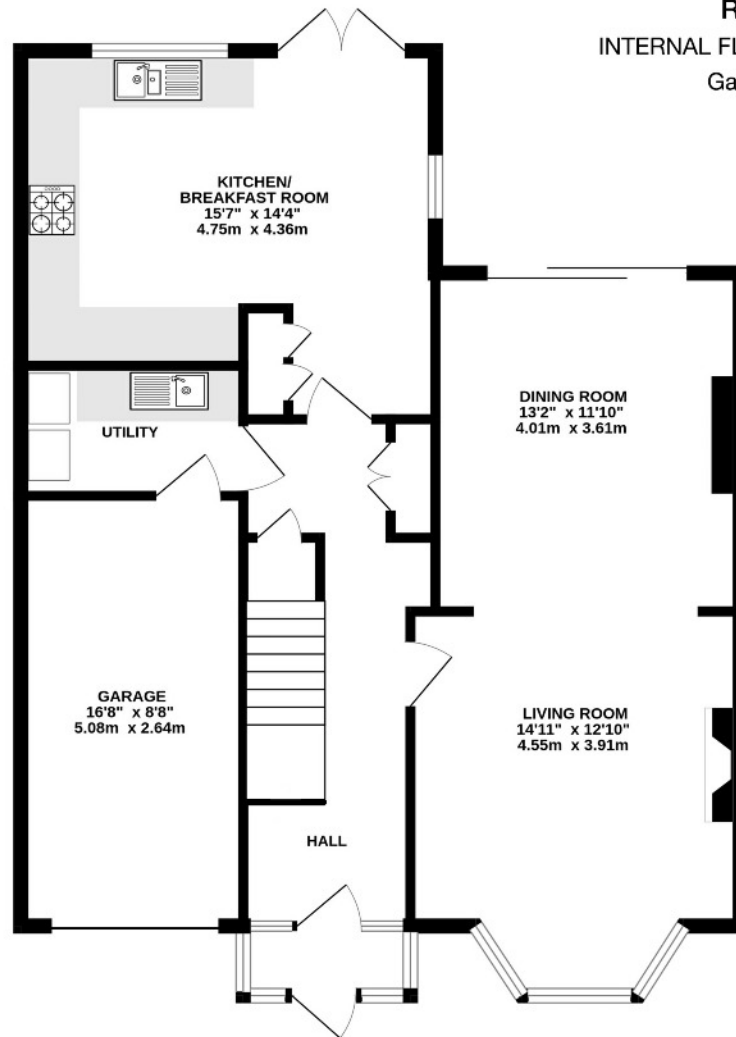 R
INTERNAL FL
Ga
KITCHEN/
BREAKFAST ROOM
15'7" x 14'4"
4.75m x 4.36m
DINING ROOM
13'2" x 11'10"
4.01m x 3.61m
UTILITY
GARAGE
16'8" x 8'8"
5.08m x 2.64m
LIVING ROOM
14'11" x 12'10"
4.55m x 3.91m
HALL